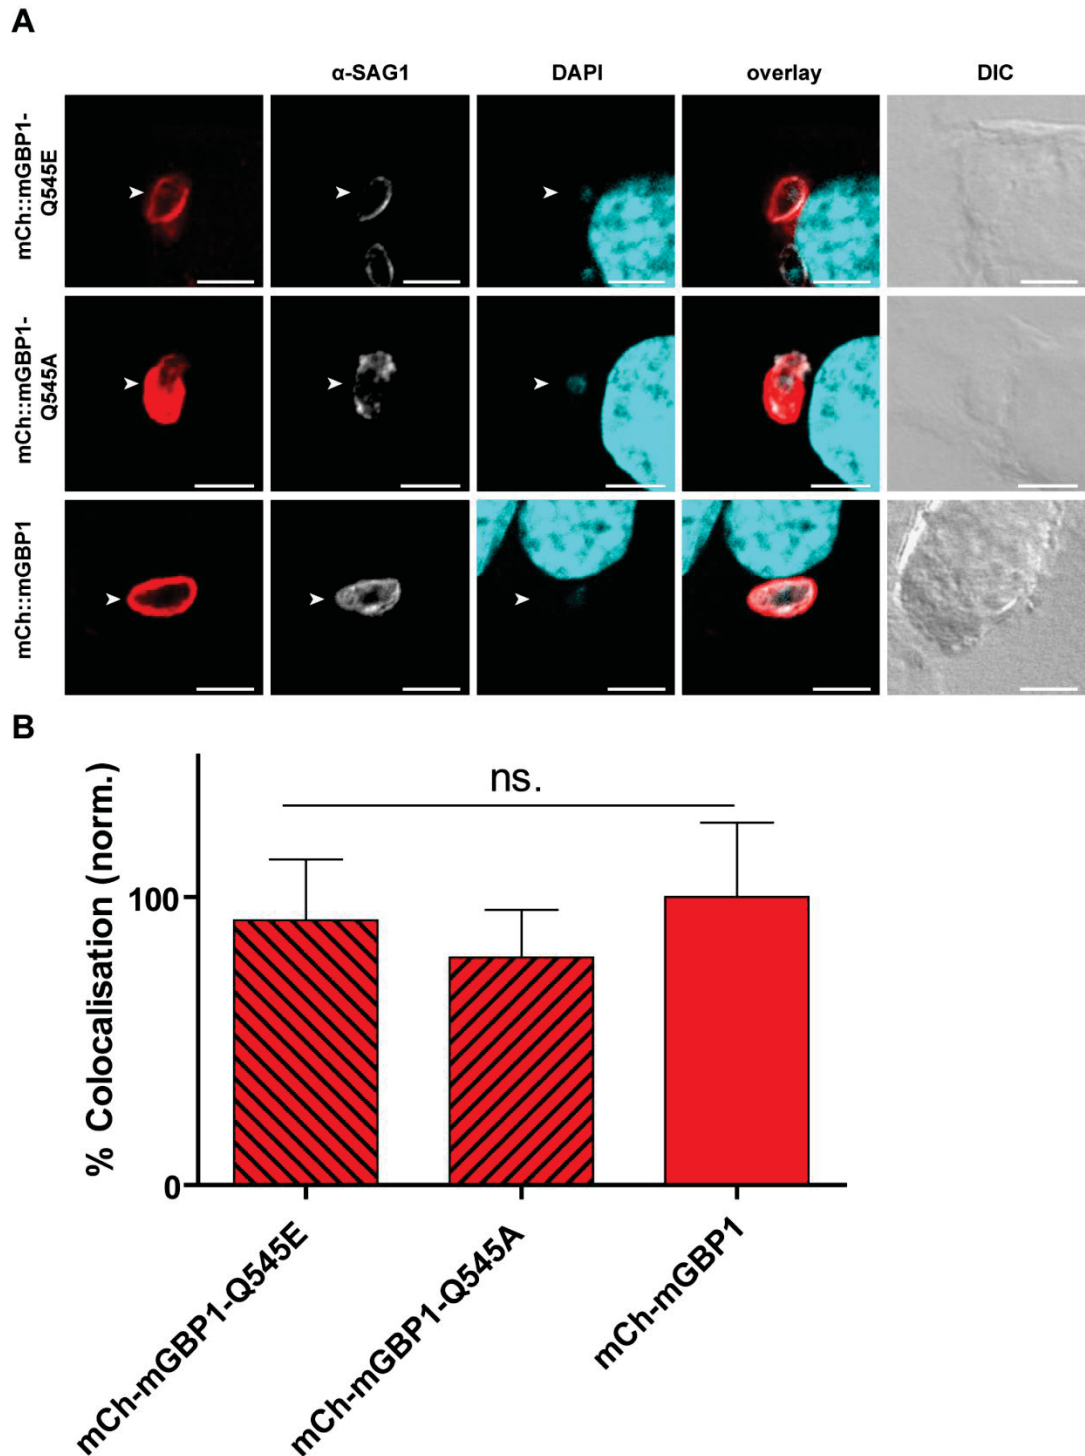 A
α-SAG1
DAPI
overlay
DIC
mCh::mGBP1-
Q545E
mCh::mGBP1-
Q545A
mCh::mGBP1
B
% Colocalisation (norm.)
ns.
100
0
mCh-mGBP1-Q545E
mCh-mGBP1-Q545A
mCh-mGBP1